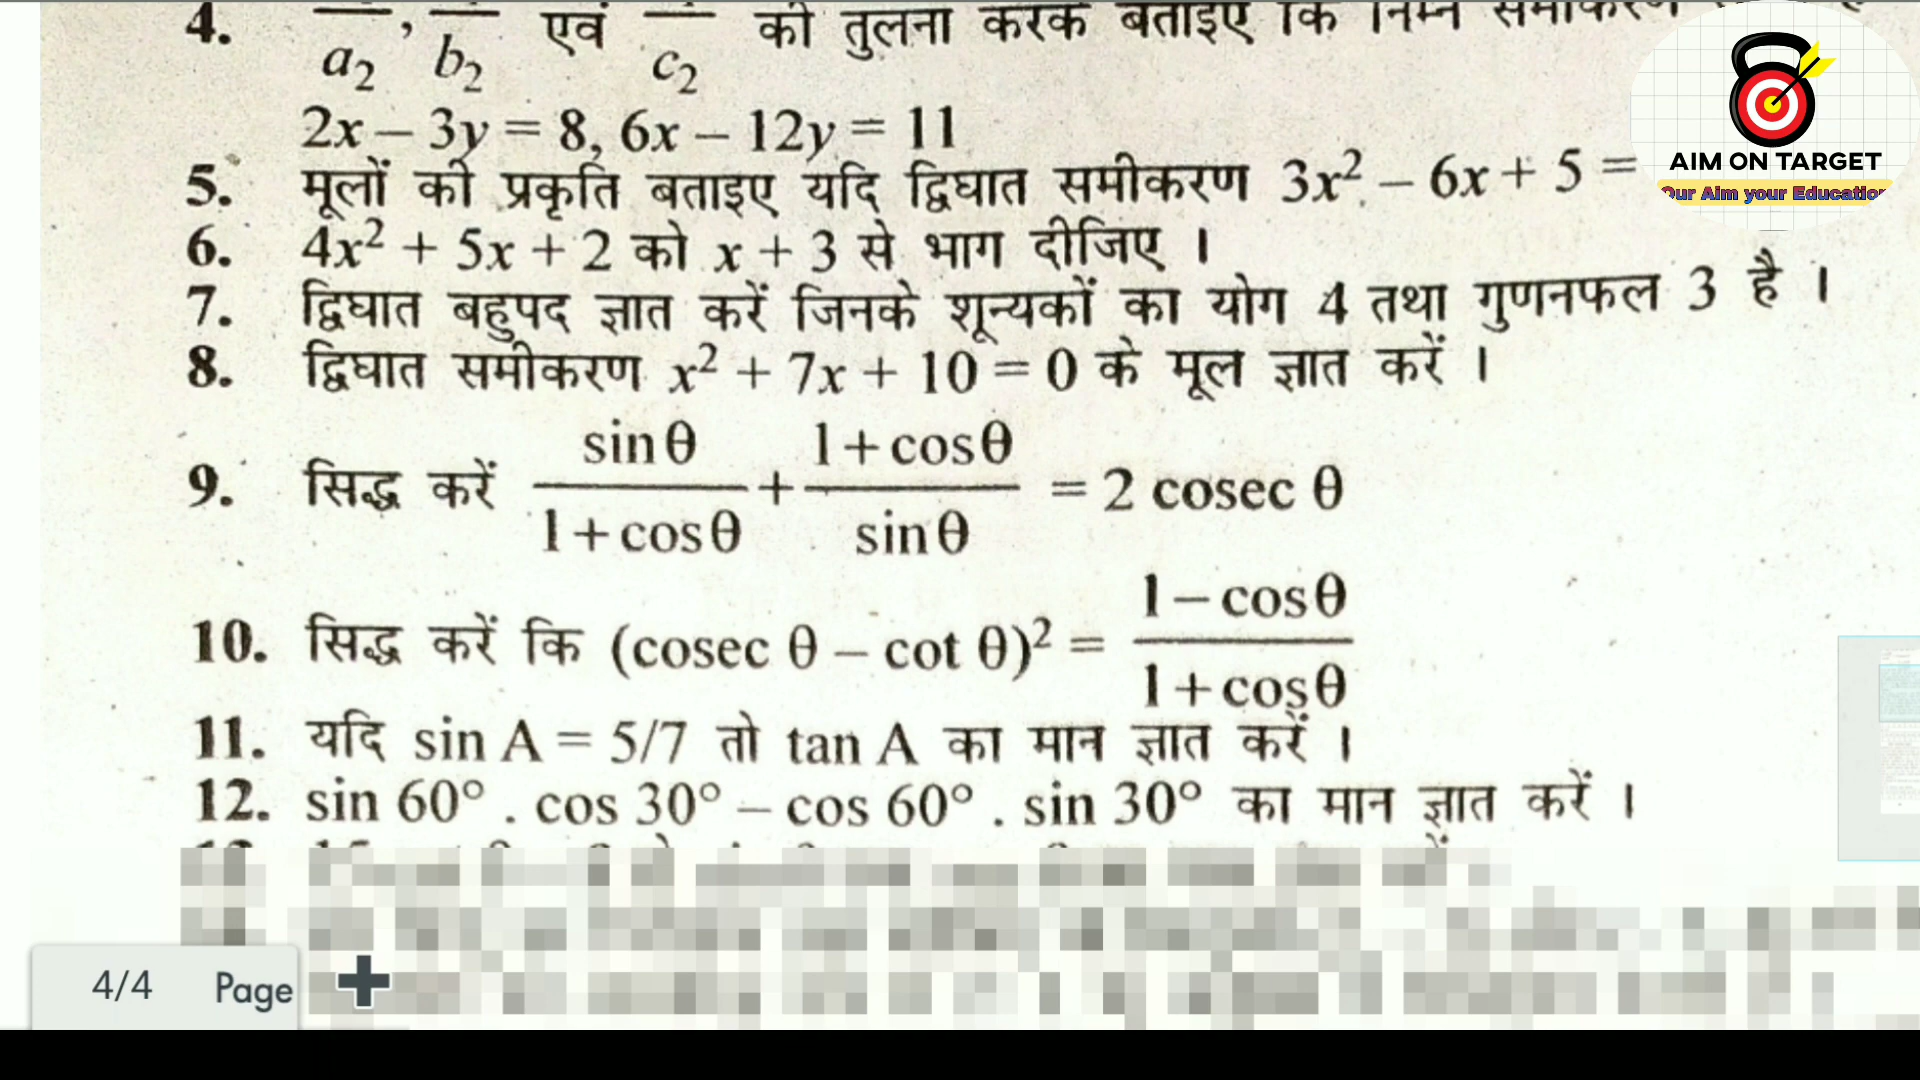 4. a₂ , b₂ एवं c₂ की तुलना करके बताइए कि निम्न
2x – 3y = 8, 6x – 12y = 11
5. मूलों की प्रकृति बताइए यदि द्विघात समीकरण 3x² – 6x + 5 =
6. 4x² + 5x + 2 को x + 3 से भाग दीजिए ।
7. द्विघात बहुपद ज्ञात करें जिनके शून्यकों का योग 4 तथा गुणनफल 3 है ।
8. द्विघात समीकरण x² + 7x + 10 = 0 के मूल ज्ञात करें ।
9. सिद्ध करें sinθ/1+cosθ + 1+cosθ/sinθ = 2 cosec θ
10. सिद्ध करें कि (cosec θ – cot θ)² = 1–cosθ/1+cosθ
11. यदि sin A = 5/7 तो tan A का मान ज्ञात करें ।
12. sin 60° . cos 30° – cos 60° . sin 30° का मान ज्ञात करें ।
AIM ON TARGET
Our Aim your Education
4/4 Page